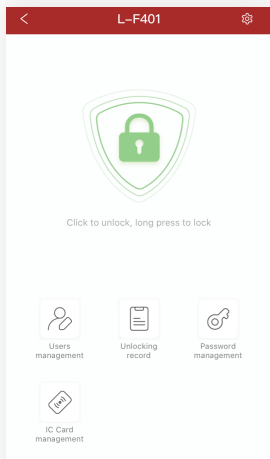 L-F401
Click to unlock, long press to lock
Users
management
Unlocking
record
Password
management
IC Card
management